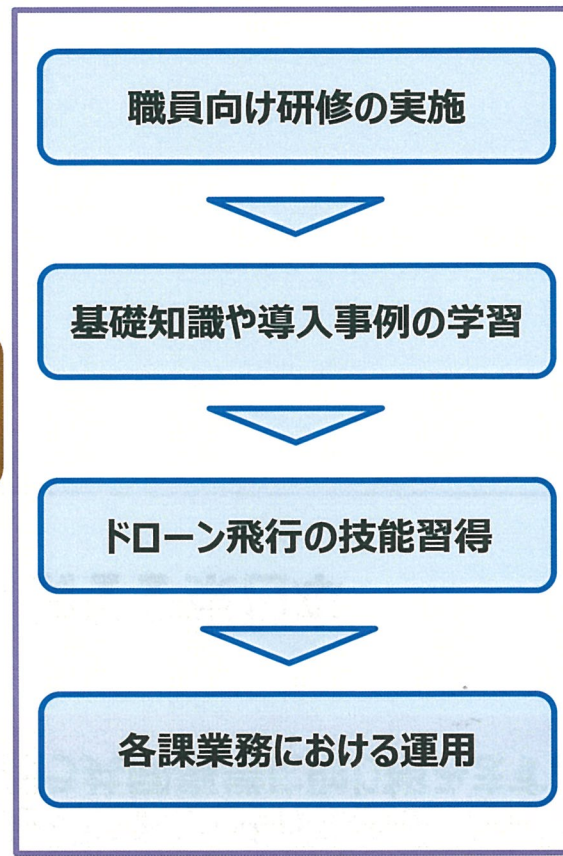 職員向け研修の実施
基礎知識や導入事例の学習
ドローン飛行の技能習得
各課業務における運用